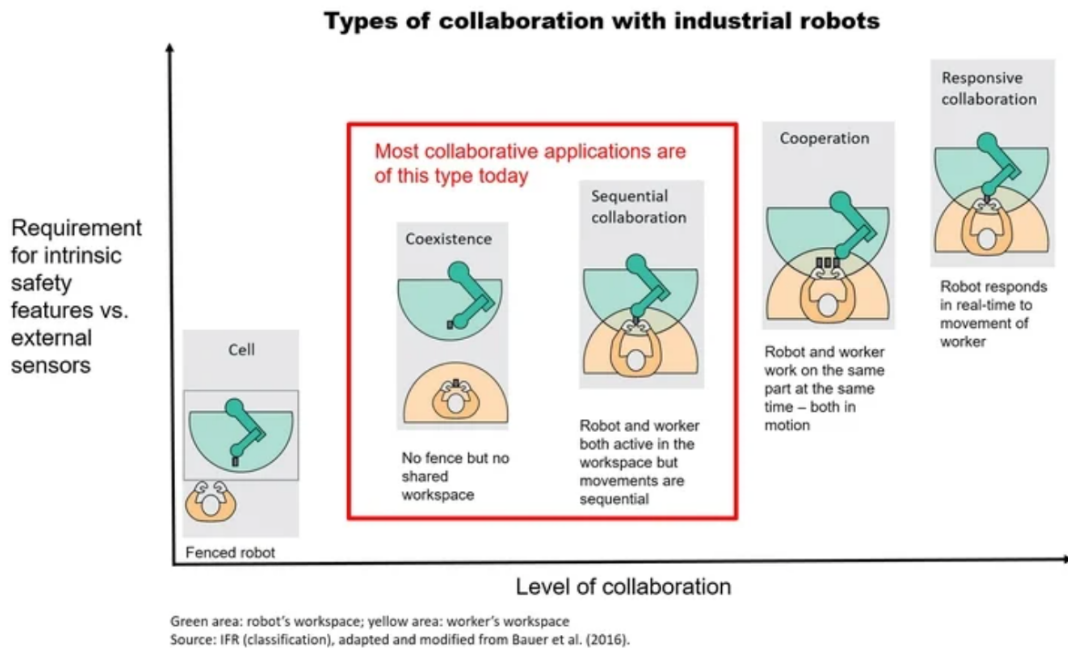 Types of collaboration with industrial robots
Requirement
for intrinsic
safety
features vs.
external
sensors
Cell
Fenced robot
Most collaborative applications are
of this type today
Coexistence
No fence but no
shared
workspace
Sequential
collaboration
Robot and worker
both active in the
workspace but
movements are
sequential
Cooperation
Robot and worker
work on the same
part at the same
time – both in
motion
Responsive
collaboration
Robot responds
in real-time to
movement of
worker
Level of collaboration
Green area: robot's workspace; yellow area: worker's workspace
Source: IFR (classification), adapted and modified from Bauer et al. (2016).